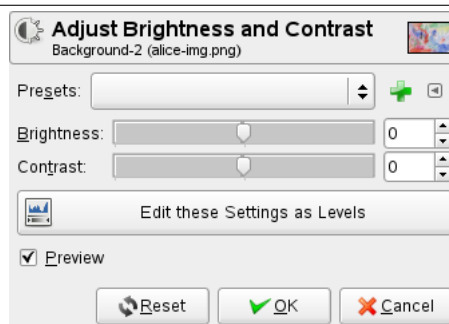 Adjust Brightness and Contrast
Background-2 (alice-img.png)
Presets:
Brightness: 0
Contrast: 0
Edit these Settings as Levels
Preview
Reset OK Cancel